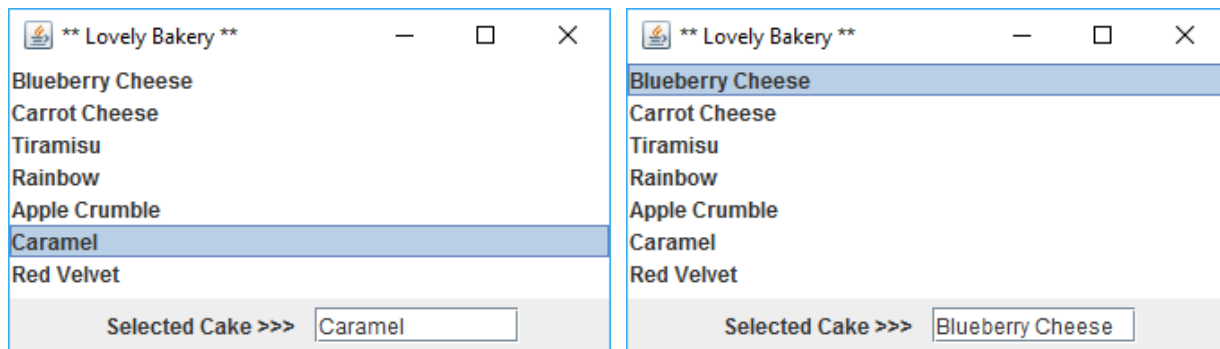 ** Lovely Bakery **
Blueberry Cheese
Carrot Cheese
Tiramisu
Rainbow
Apple Crumble
Caramel
Red Velvet
Selected Cake >>> Caramel
** Lovely Bakery **
Blueberry Cheese
Carrot Cheese
Tiramisu
Rainbow
Apple Crumble
Caramel
Red Velvet
Selected Cake >>> Blueberry Cheese